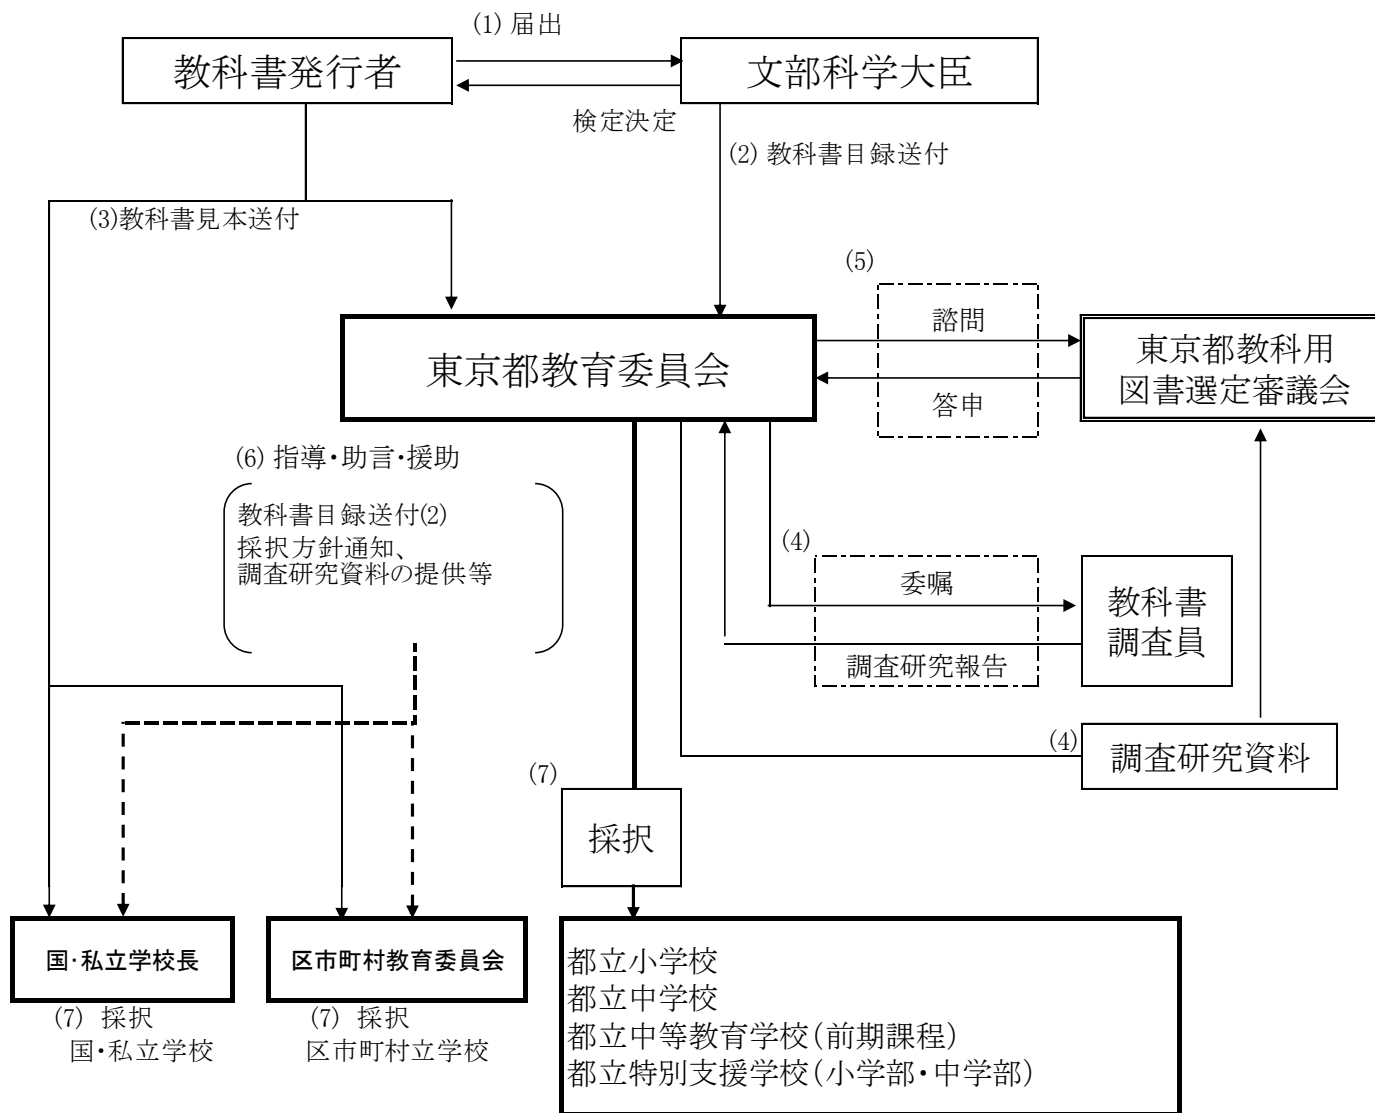 (1) 届出
教科書発行者
文部科学大臣
検定決定
(2) 教科書目録送付
(3)教科書見本送付
(5)
諮問
答申
東京都教育委員会
東京都教科用
図書選定審議会
(6) 指導・助言・援助
教科書目録送付(2)
採択方針通知、
調査研究資料の提供等
(4)
委嘱
調査研究報告
教科書
調査員
(4)
調査研究資料
(7)
採択
国・私立学校長
(7) 採択
国・私立学校
区市町村教育委員会
(7) 採択
区市町村立学校
都立小学校
都立中学校
都立中等教育学校(前期課程)
都立特別支援学校(小学部・中学部)